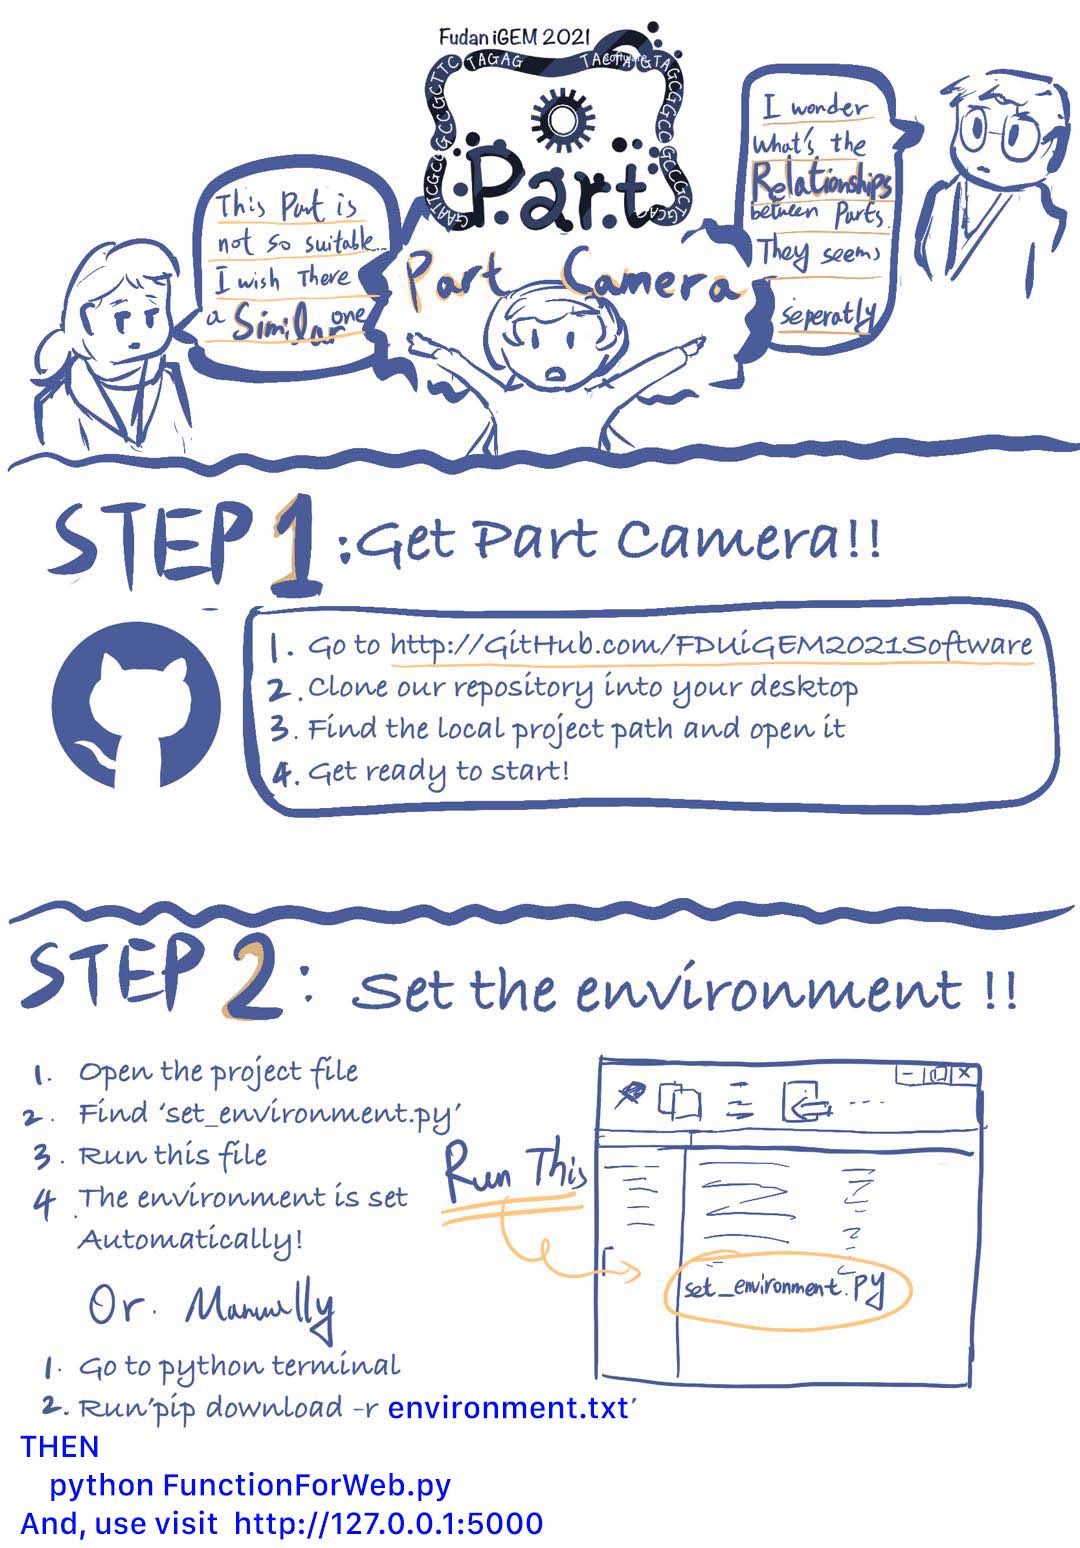 Fudan iGEM 2021
TAGAG
Part
Part Camera
This Part is
not so suitable...
I wish There
a Similar one
I wonder
What's the
Relationships
between Parts.
They seems
seperatly
STEP 1 :Get Part Camera!!
1. Go to http://GitHub.com/FDUiGEM2021Software
2. Clone our repository into your desktop
3. Find the local project path and open it
4. Get ready to start!
STEP 2 : Set the environment !!
1. Open the project file
2. Find 'set_environment.py'
3. Run this file
4. The environment is set
Automatically!
Run This
set_environment.py
Or. Manully
1. Go to python terminal
2. Run'pip download -r environment.txt'
THEN
python FunctionForWeb.py
And, use visit http://127.0.0.1:5000